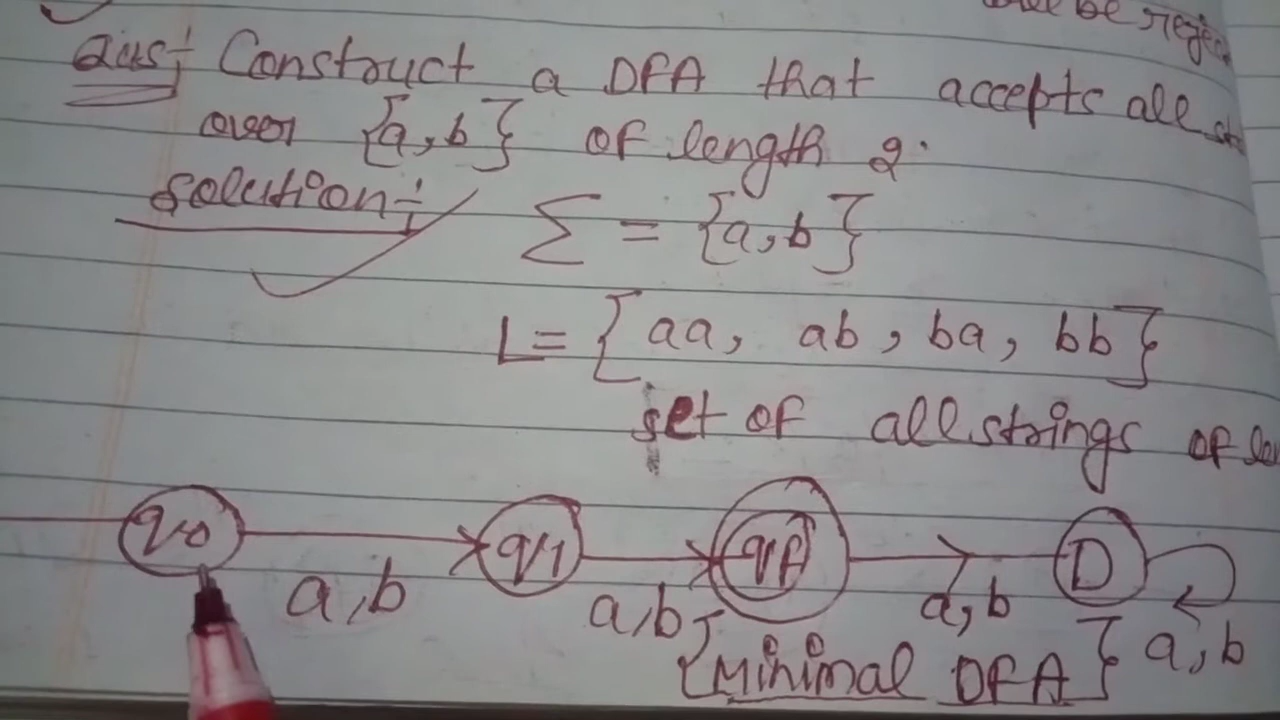 be
Ques:- Construct a DFA that accepts all
over {a,b} of length 2.
Solution:-
Σ = {a,b}
L = {aa, ab, ba, bb}
set of all strings of
q0 a,b q1 a,b qf a,b D a,b
{Minimal DFA}